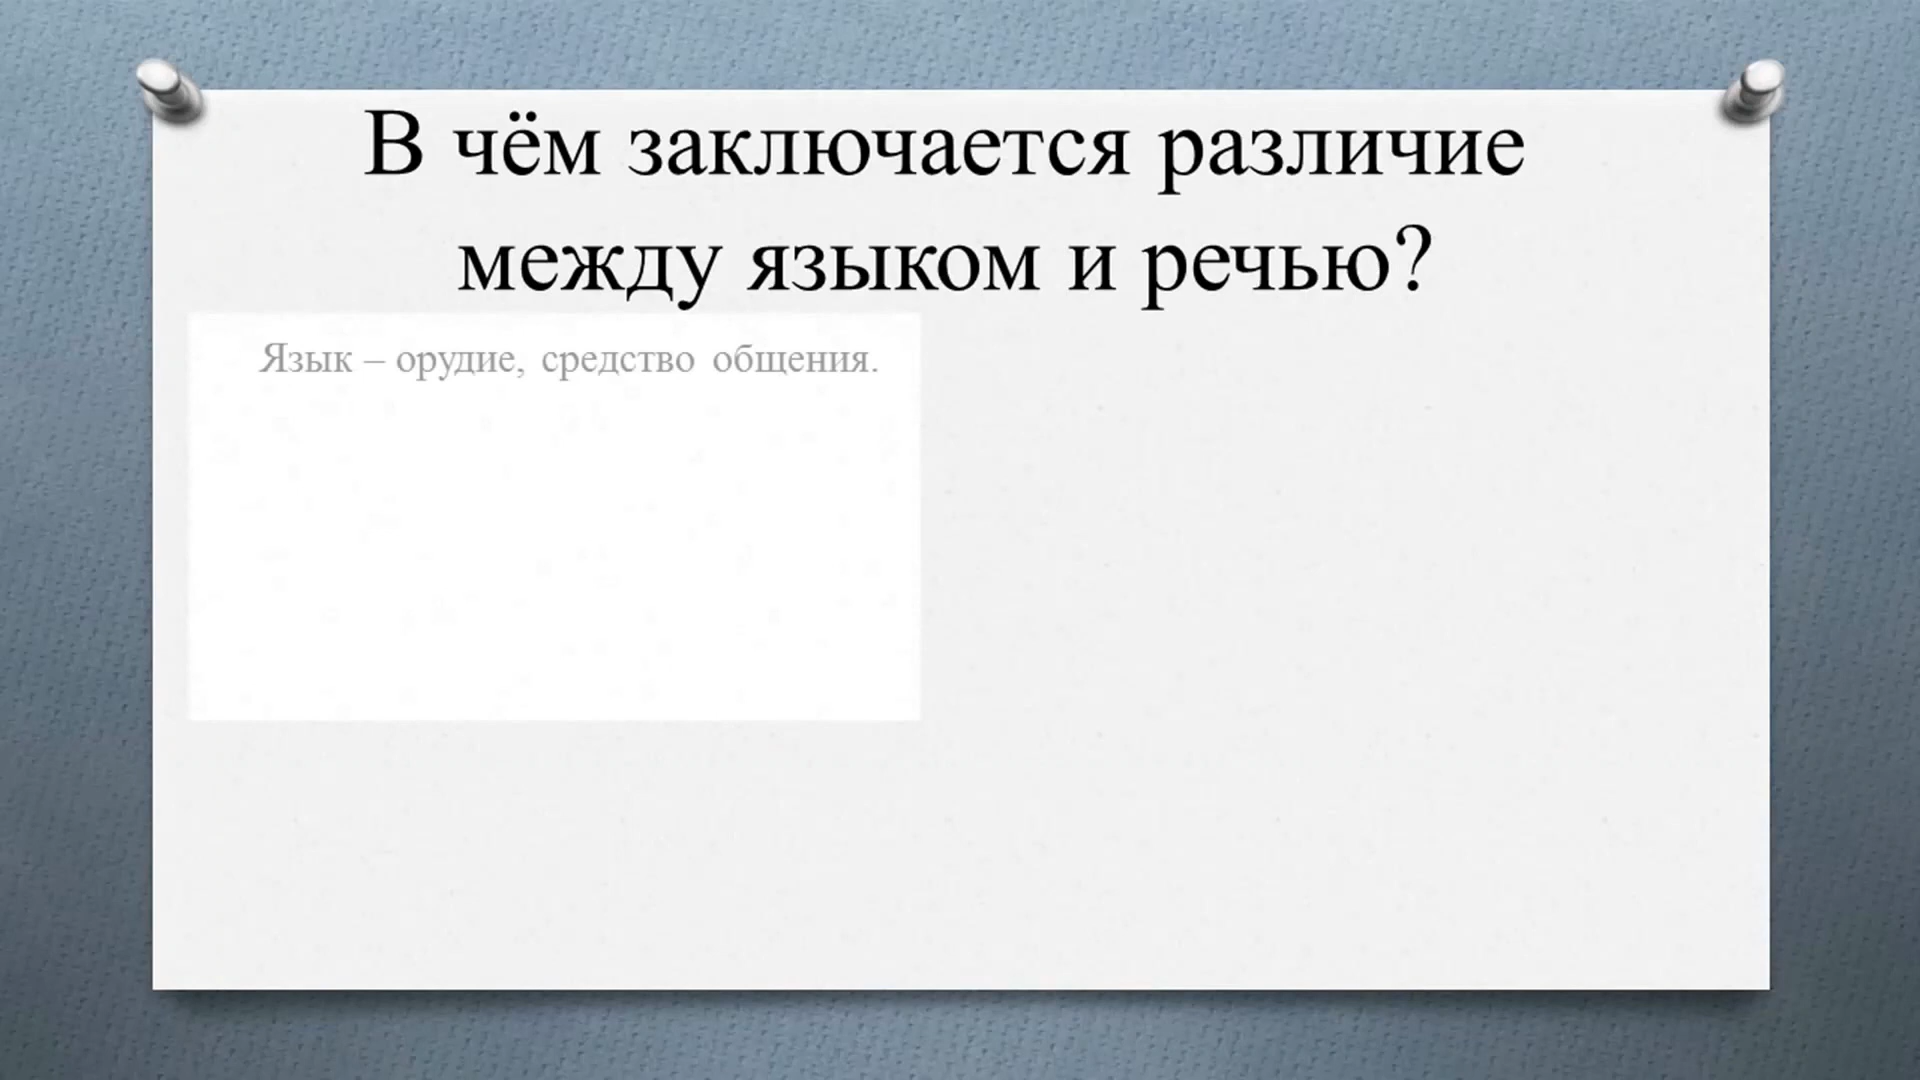 В чём заключается различие
между языком и речью?
Язык – орудие, средство общения.